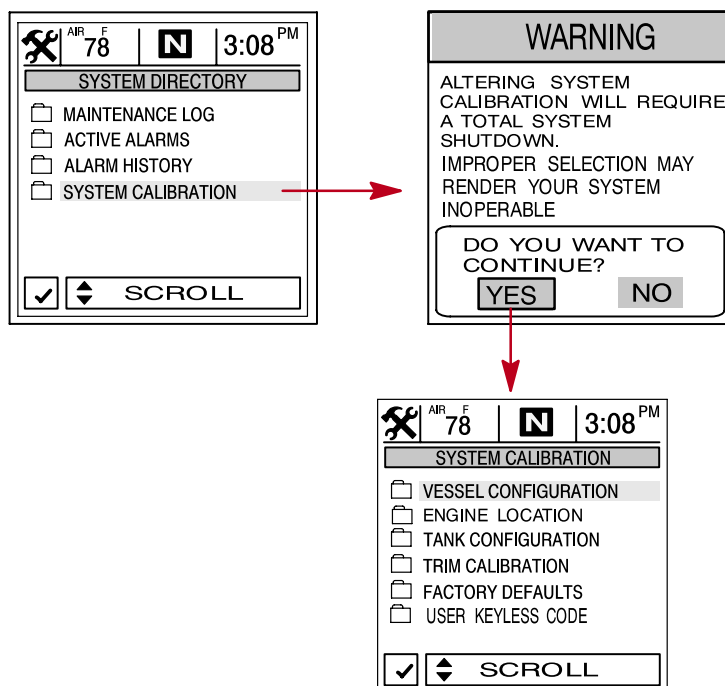 AIR 78 F N 3:08 PM
SYSTEM DIRECTORY
MAINTENANCE LOG
ACTIVE ALARMS
ALARM HISTORY
SYSTEM CALIBRATION
SCROLL
WARNING
ALTERING SYSTEM
CALIBRATION WILL REQUIRE
A TOTAL SYSTEM
SHUTDOWN.
IMPROPER SELECTION MAY
RENDER YOUR SYSTEM
INOPERABLE
DO YOU WANT TO
CONTINUE?
YES NO
AIR 78 F N 3:08 PM
SYSTEM CALIBRATION
VESSEL CONFIGURATION
ENGINE LOCATION
TANK CONFIGURATION
TRIM CALIBRATION
FACTORY DEFAULTS
USER KEYLESS CODE
SCROLL